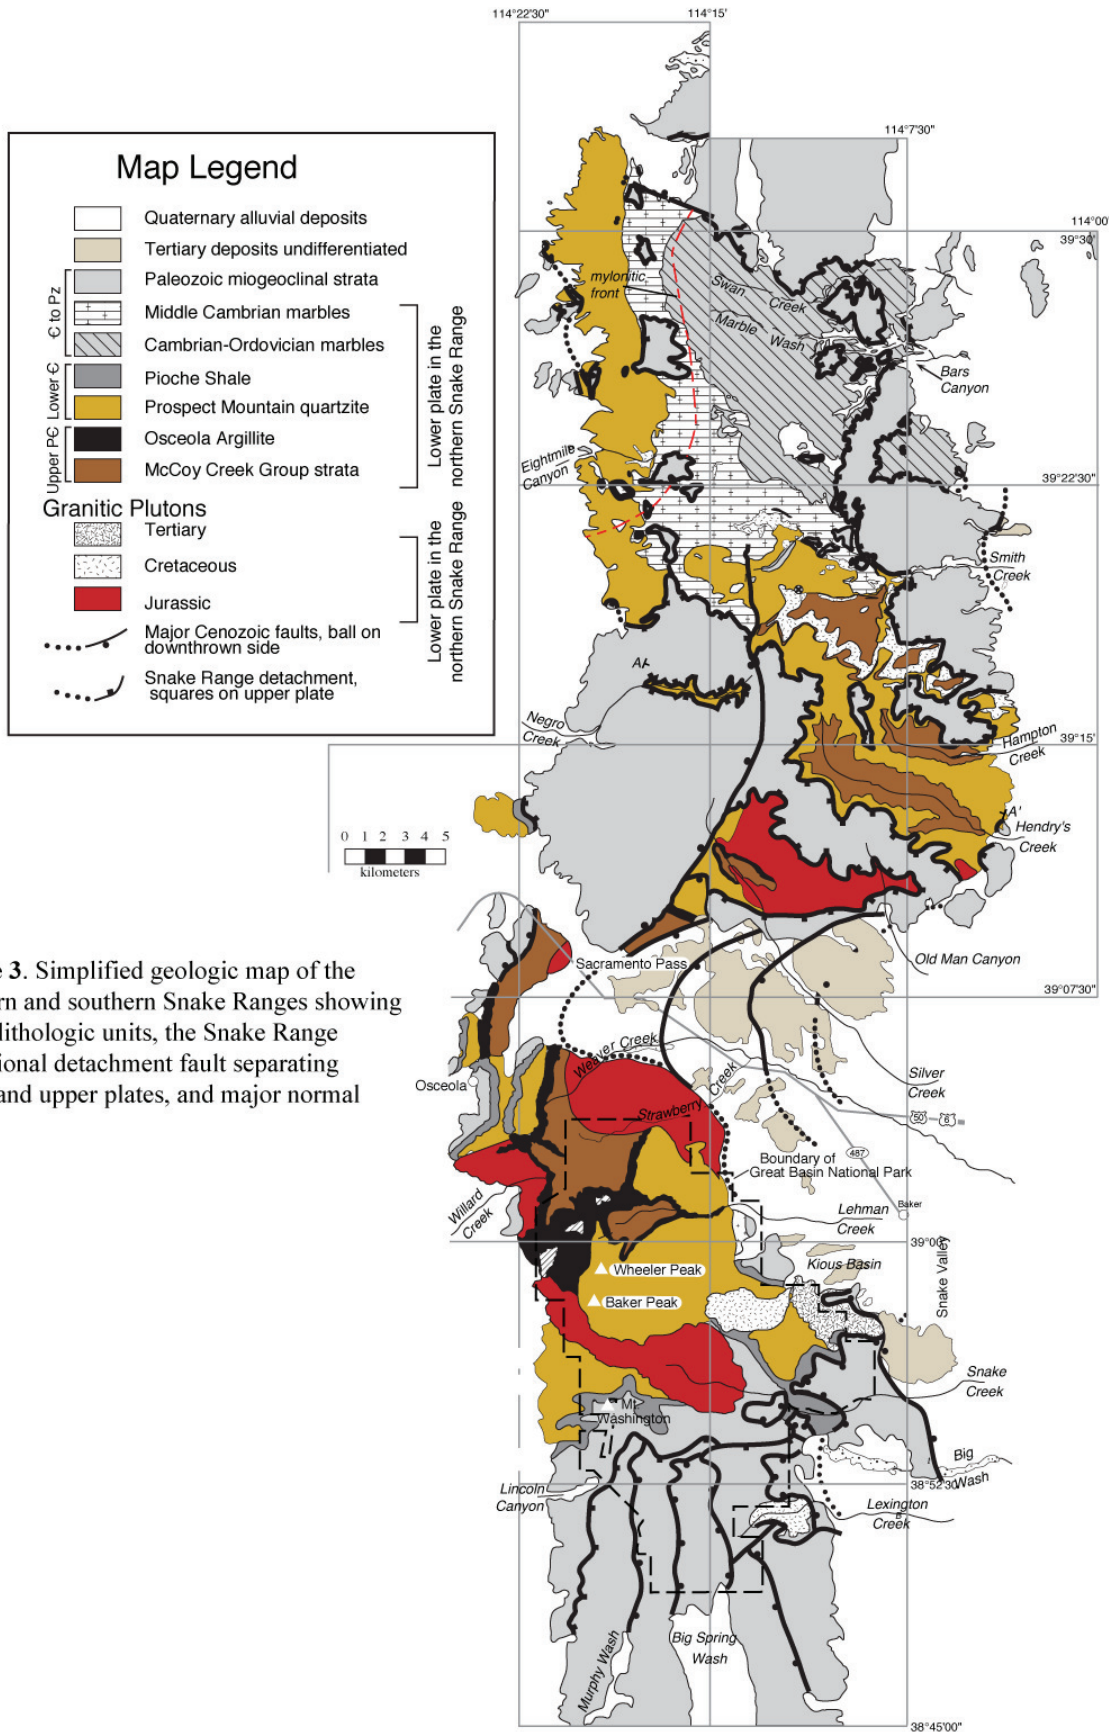 114°22'30"
114°15'
114°7'30"
114°00'
39°30'
Map Legend
Quaternary alluvial deposits
Tertiary deposits undifferentiated
Paleozoic miogeoclinal strata
Middle Cambrian marbles
Cambrian-Ordovician marbles
Pioche Shale
Prospect Mountain quartzite
Osceola Argillite
McCoy Creek Group strata
Є to Pz
Lower Є
Upper PЄ
Lower plate in the
northern Snake Range
Granitic Plutons
Tertiary
Cretaceous
Jurassic
Lower plate in the
northern Snake Range
Major Cenozoic faults, ball on
downthrown side
Snake Range detachment,
squares on upper plate
mylonitic
front
Swan
Creek
Marble
Wash
Bars
Canyon
Eightmile
Canyon
39°22'30"
Smith
Creek
A
Negro
Creek
Hampton
Creek
39°15'
A'
Hendry's
Creek
0 1 2 3 4 5
kilometers
e 3. Simplified geologic map of the
rn and southern Snake Ranges showing
lithologic units, the Snake Range
ional detachment fault separating
and upper plates, and major normal
Sacramento Pass
Old Man Canyon
39°07'30"
Weaver Creek
Osceola
Strawberry
Creek
Silver
Creek
50
6
487
Boundary of
Great Basin National Park
Willard
Creek
Lehman
Creek
Baker
39°00'
Wheeler Peak
Kious Basin
Baker Peak
Snake Valley
Snake
Creek
Mt.
Washington
Big
Wash
Lincoln
Canyon
38°52'30"
Lexington
Creek
Murphy Wash
Big Spring
Wash
38°45'00"